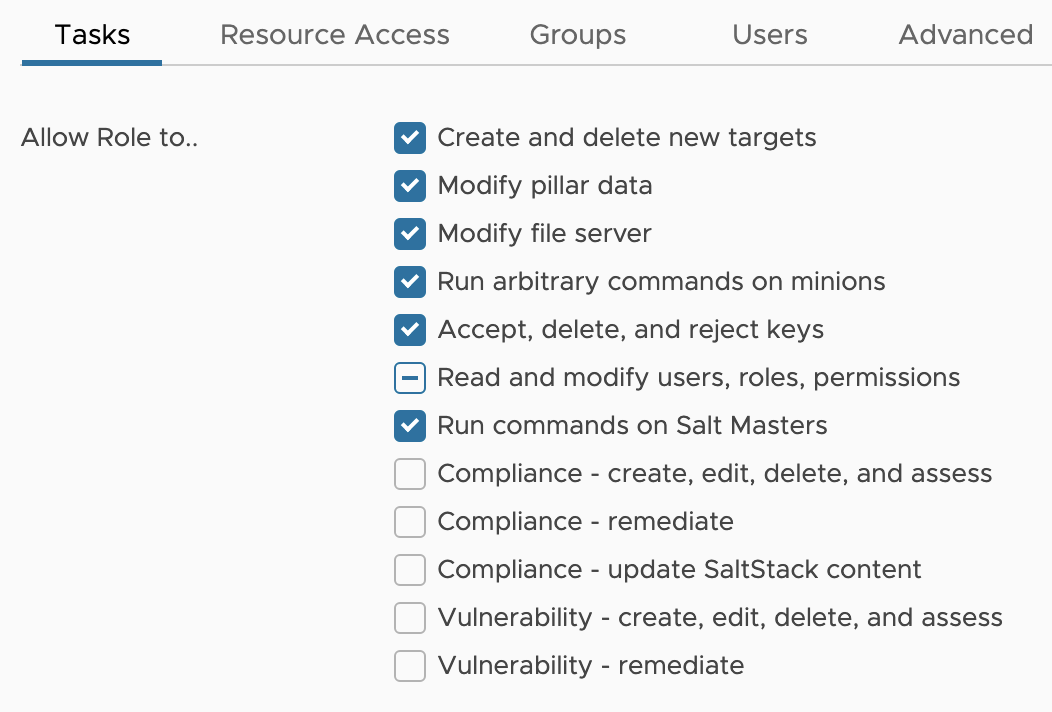 Tasks Resource Access Groups Users Advanced
Allow Role to.. Create and delete new targets
Modify pillar data
Modify file server
Run arbitrary commands on minions
Accept, delete, and reject keys
Read and modify users, roles, permissions
Run commands on Salt Masters
Compliance - create, edit, delete, and assess
Compliance - remediate
Compliance - update SaltStack content
Vulnerability - create, edit, delete, and assess
Vulnerability - remediate